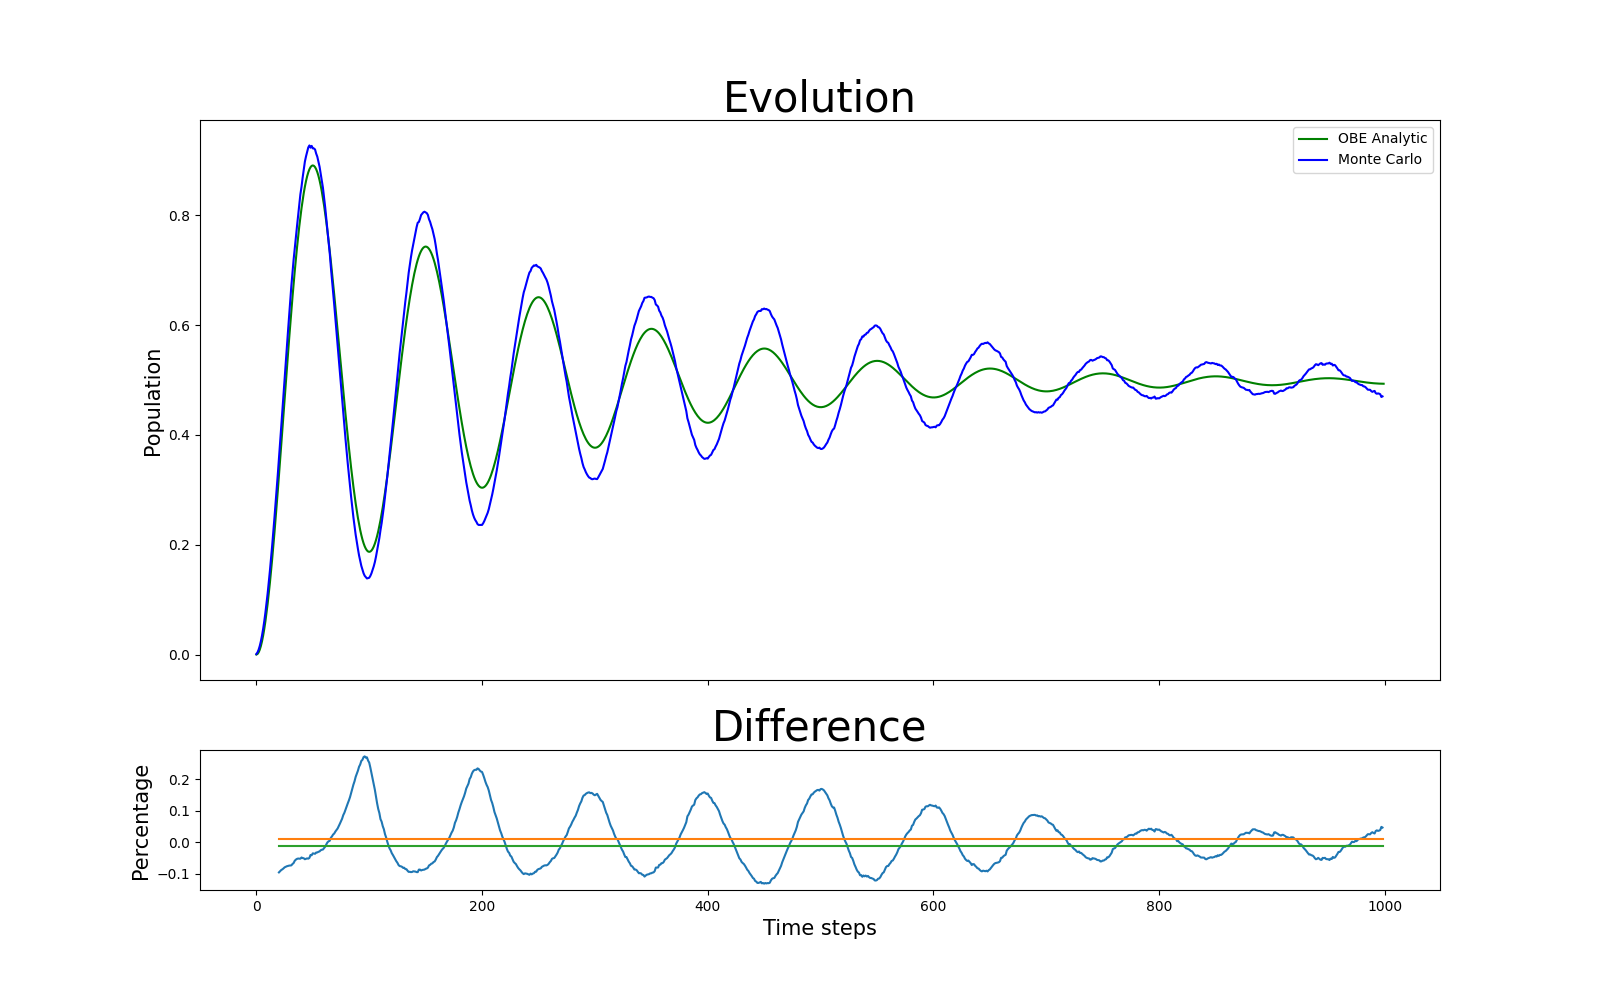 Evolution
OBE Analytic
Monte Carlo
Population
0.8
0.6
0.4
0.2
0.0
Difference
Percentage
0.2
0.1
0.0
−0.1
0 200 400 600 800 1000
Time steps